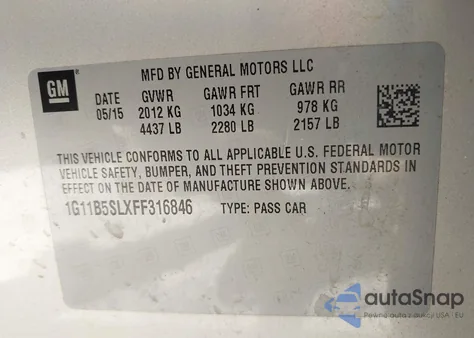 GM
MFD BY GENERAL MOTORS LLC
DATE GVWR GAWR FRT GAWR RR
05/15 2012 KG 1034 KG 978 KG
4437 LB 2280 LB 2157 LB
THIS VEHICLE CONFORMS TO ALL APPLICABLE U.S. FEDERAL MOTOR
VEHICLE SAFETY, BUMPER, AND THEFT PREVENTION STANDARDS IN
EFFECT ON THE DATE OF MANUFACTURE SHOWN ABOVE.
1G11B5SLXFF316846 TYPE: PASS CAR
autoSnap